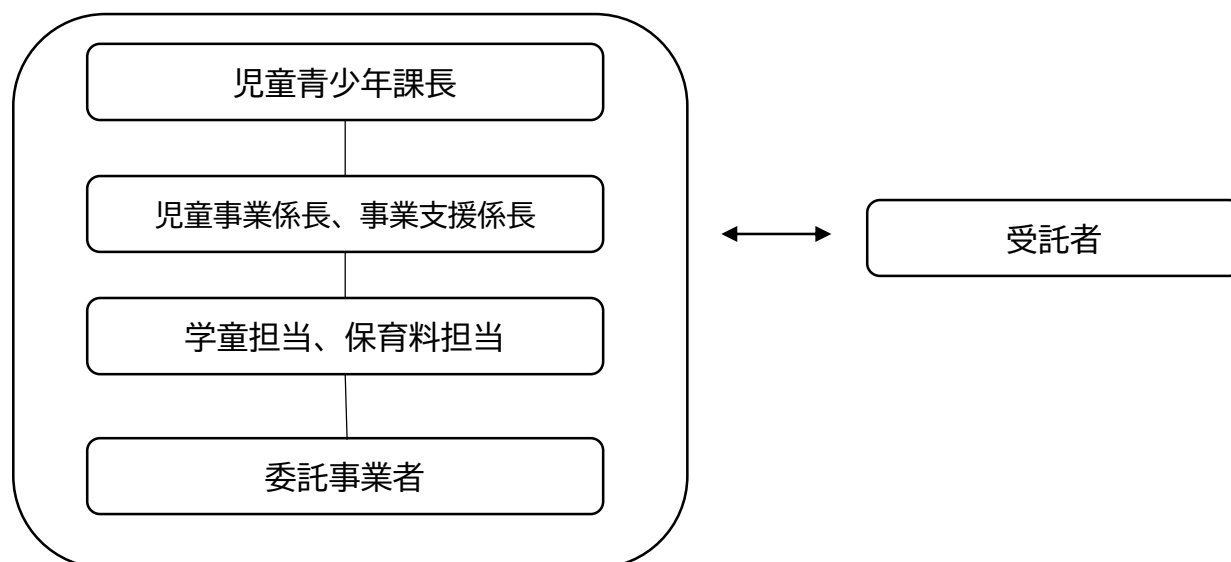 児童青少年課長
児童事業係長、事業支援係長
受託者
学童担当、保育料担当
委託事業者